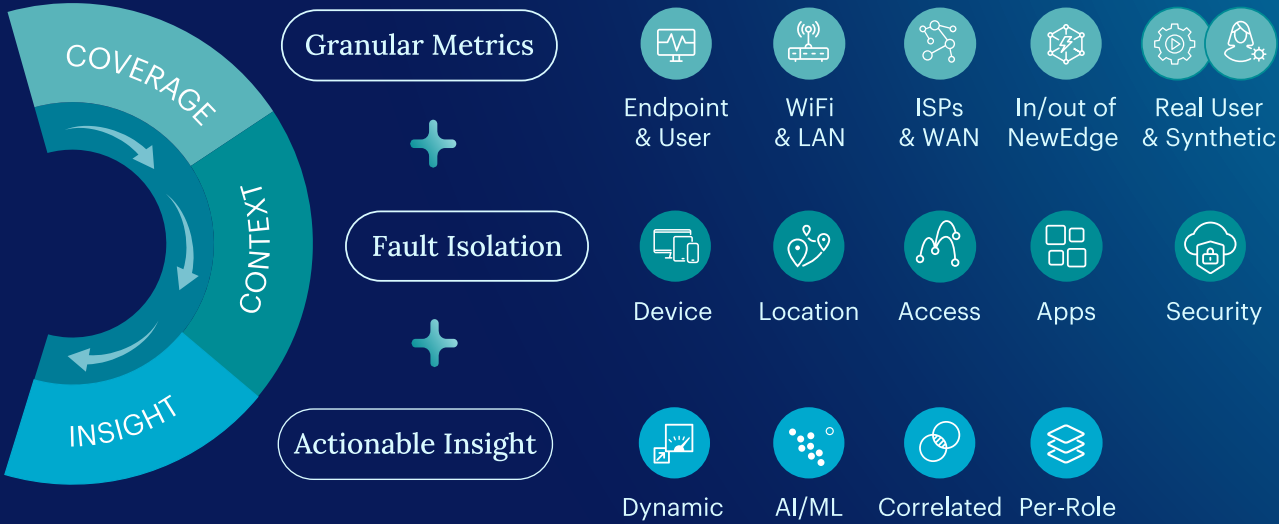 COVERAGE
CONTEXT
INSIGHT
Granular Metrics
Endpoint
& User
WiFi
& LAN
ISPs
& WAN
In/out of
NewEdge
Real User
& Synthetic
Fault Isolation
Device
Location
Access
Apps
Security
Actionable Insight
Dynamic
AI/ML
Correlated
Per-Role